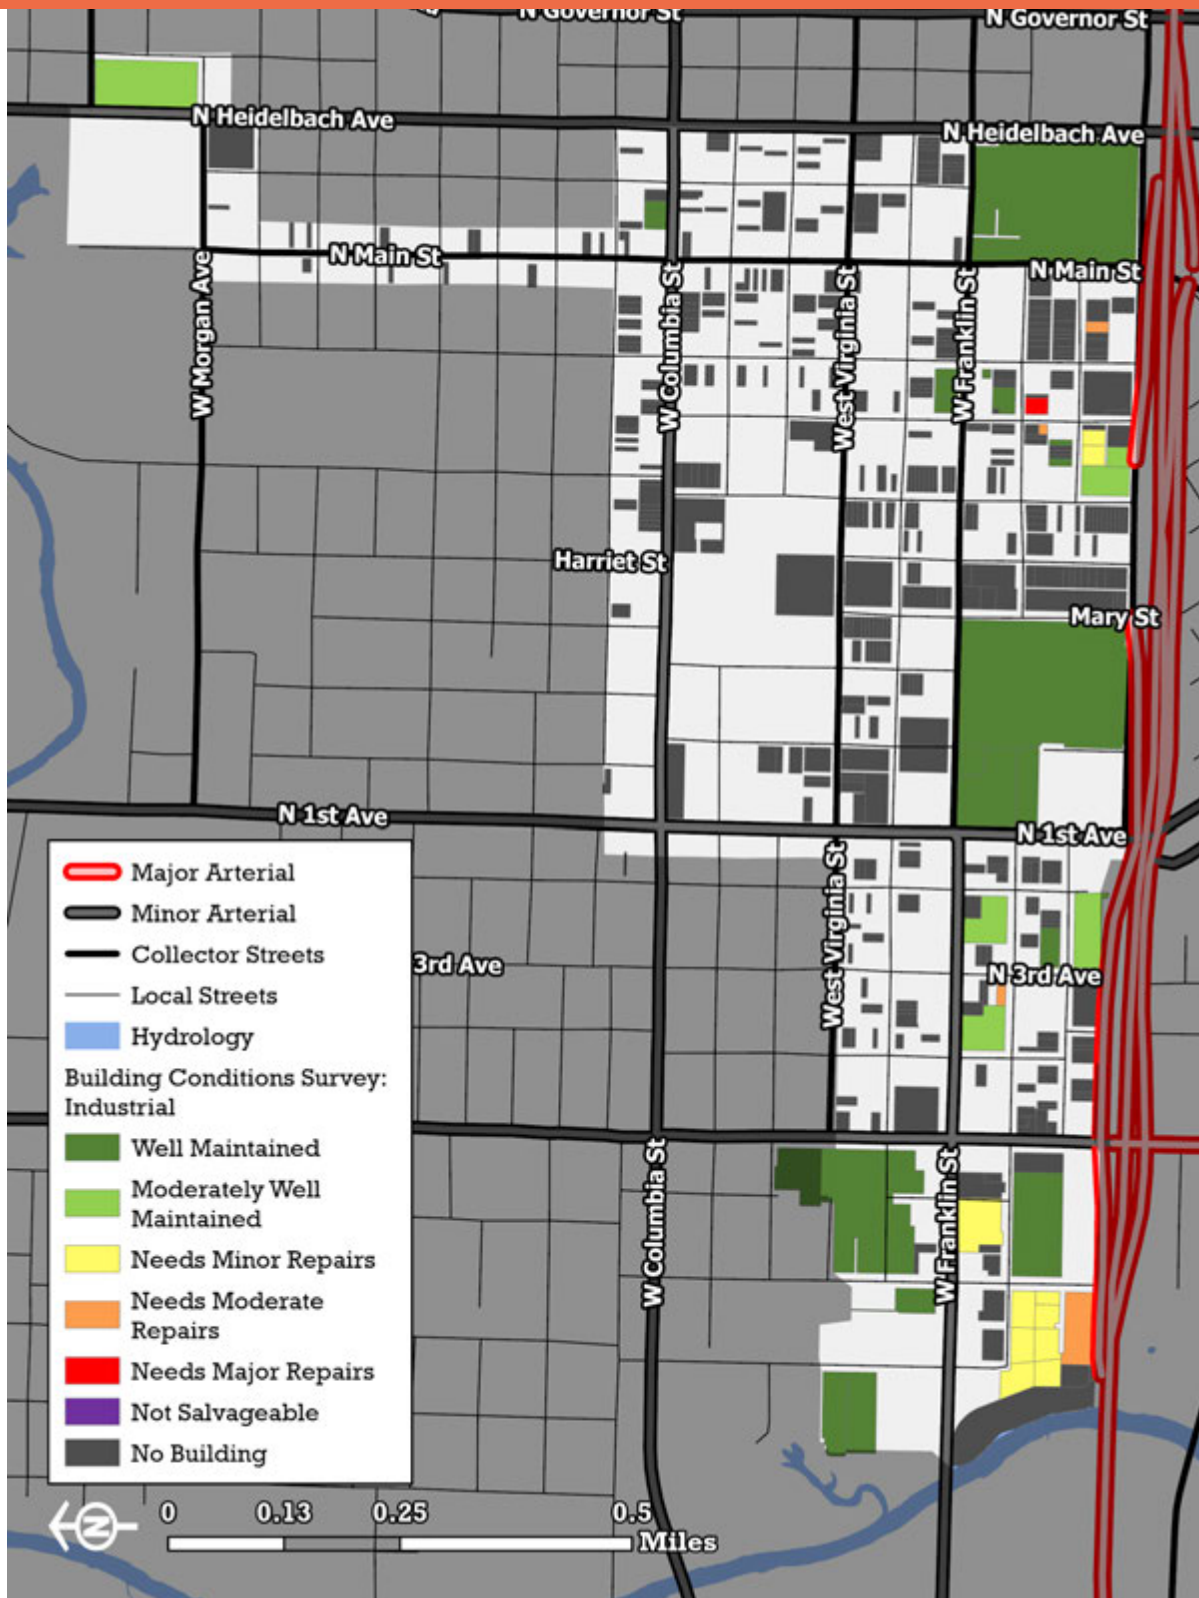 N Governor St
N Governor St
N Heidelbach Ave
N Heidelbach Ave
N Main St
N Main St
W Morgan Ave
W Columbia St
West Virginia St
W Franklin St
Harriet St
Mary St
N 1st Ave
N 1st Ave
West Virginia St
3rd Ave
N 3rd Ave
W Columbia St
W Franklin St
Major Arterial
Minor Arterial
Collector Streets
Local Streets
Hydrology
Building Conditions Survey:
Industrial
Well Maintained
Moderately Well
Maintained
Needs Minor Repairs
Needs Moderate
Repairs
Needs Major Repairs
Not Salvageable
No Building
N
0 0.13 0.25 0.5
Miles